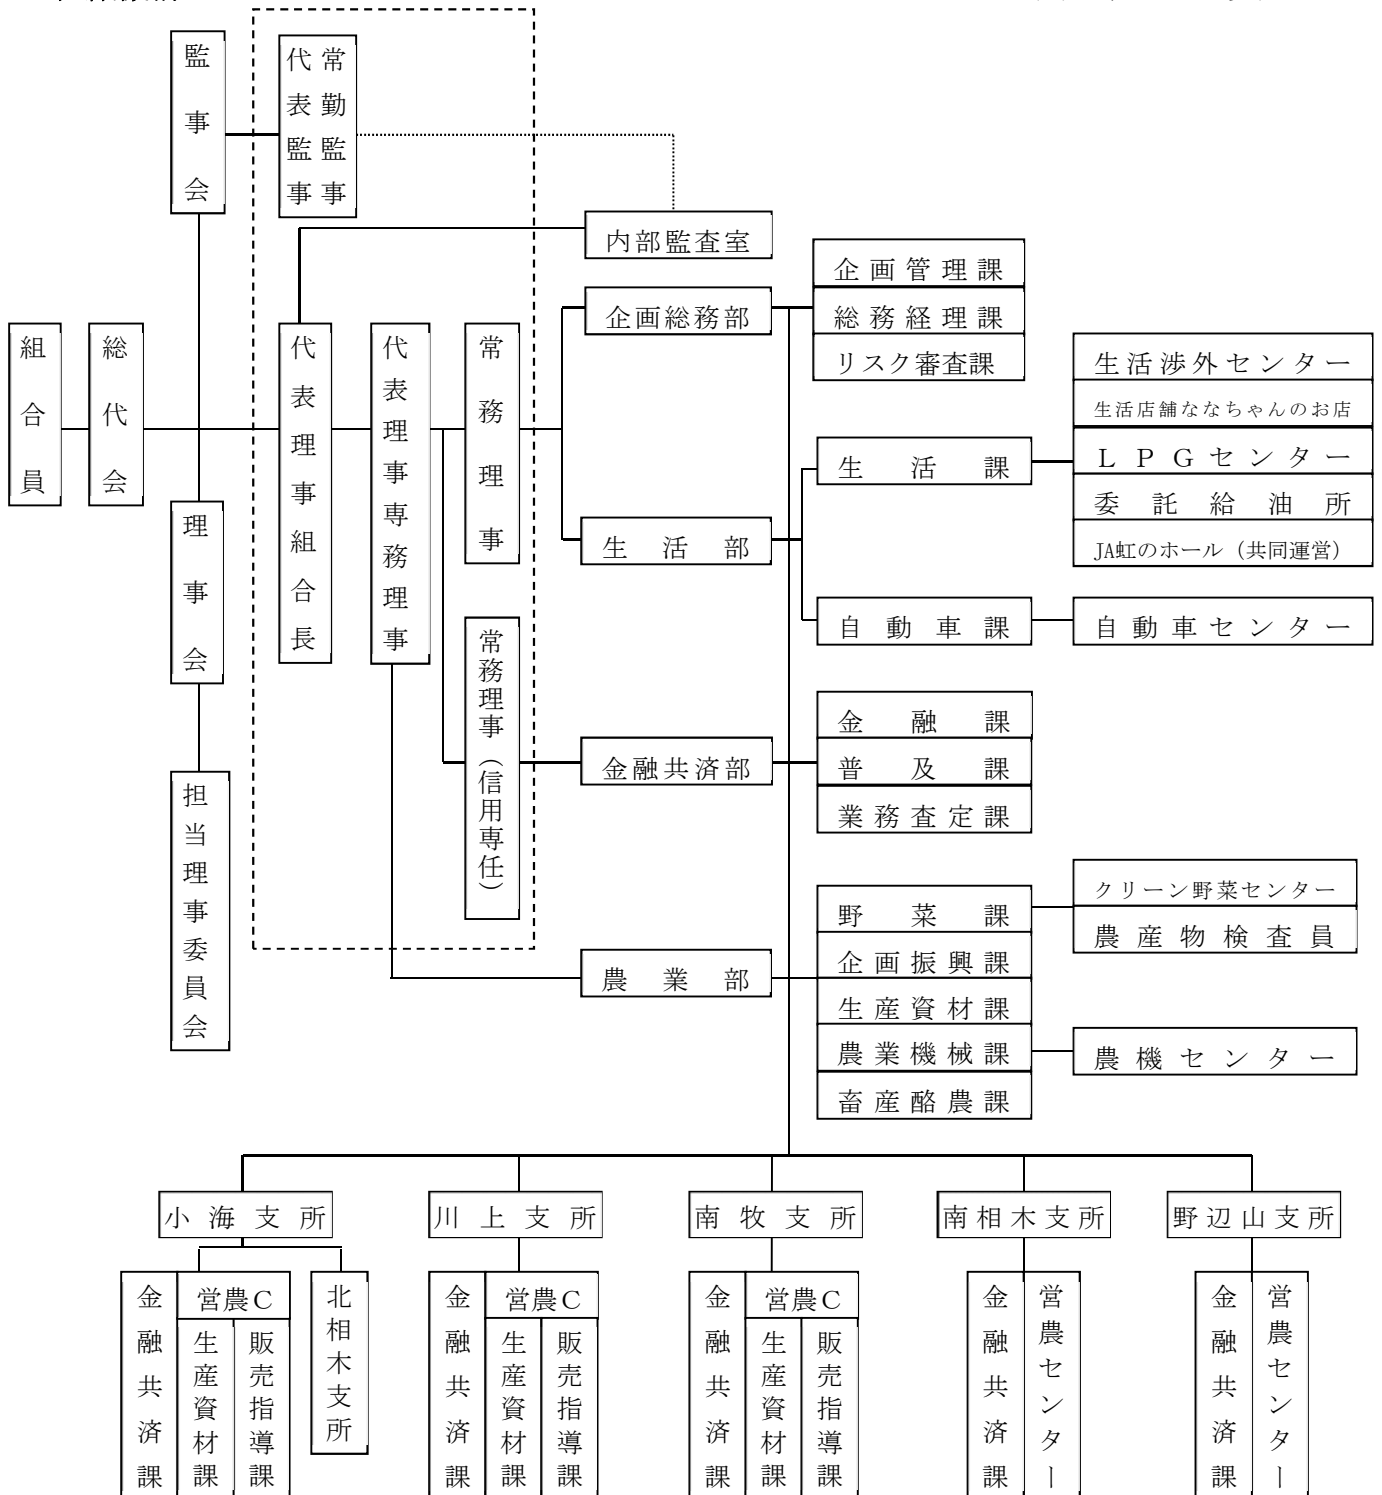 監事会
代表監事
常勤監事
内部監査室
企画管理課
企画総務部
総務経理課
リスク審査課
組合員
総代会
理事会
担当理事委員会
代表理事組合長
代表理事専務理事
常務理事
常務理事（信用専任）
生活部
生活課
生活渉外センター
生活店舗ななちゃんのお店
ＬＰＧセンター
委託給油所
JA虹のホール（共同運営）
自動車課
自動車センター
金融共済部
金融課
普及課
業務査定課
農業部
野菜課
企画振興課
生産資材課
農業機械課
畜産酪農課
クリーン野菜センター
農産物検査員
農機センター
小海支所
川上支所
南牧支所
南相木支所
野辺山支所
金融共済課
営農C
生産資材課
販売指導課
北相木支所
金融共済課
営農C
生産資材課
販売指導課
金融共済課
営農C
生産資材課
販売指導課
金融共済課
営農センター
金融共済課
営農センター